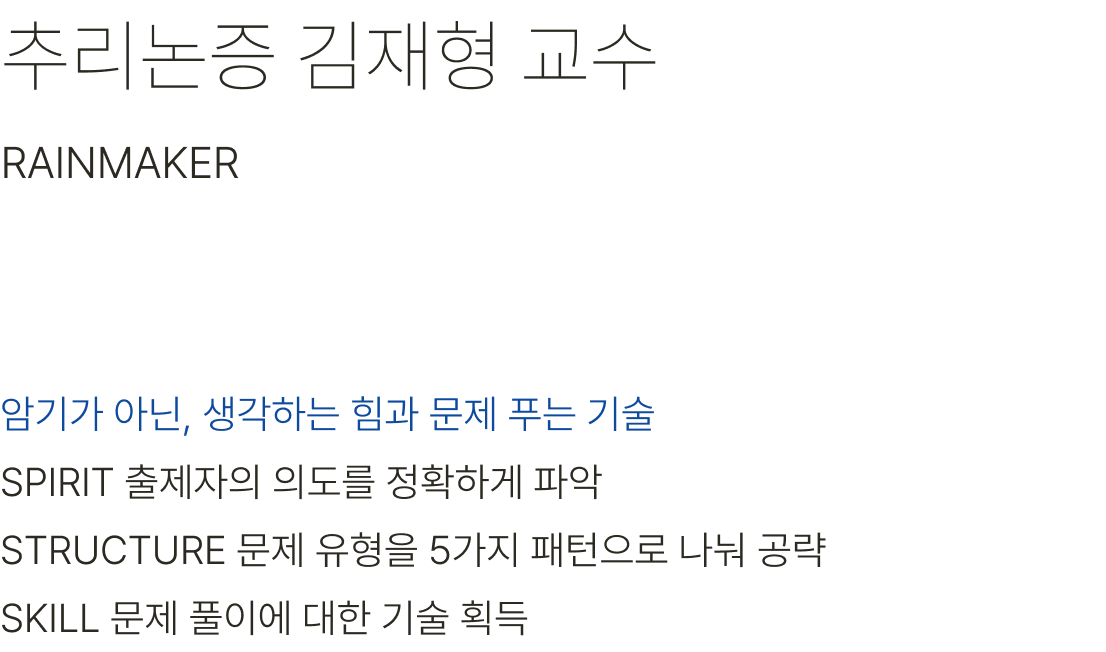 추리논증 김재형 교수
RAINMAKER
암기가 아닌, 생각하는 힘과 문제 푸는 기술
SPIRIT 출제자의 의도를 정확하게 파악
STRUCTURE 문제 유형을 5가지 패턴으로 나눠 공략
SKILL 문제 풀이에 대한 기술 획득